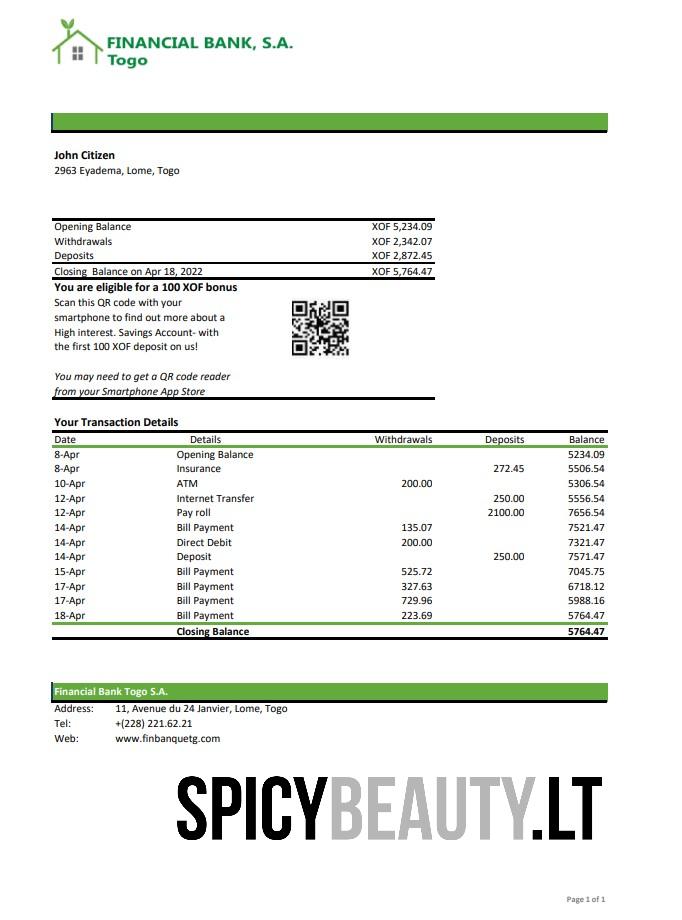 FINANCIAL BANK, S.A.
Togo
John Citizen
2963 Eyadema, Lome, Togo
Opening Balance XOF 5,234.09
Withdrawals XOF 2,342.07
Deposits XOF 2,872.45
Closing Balance on Apr 18, 2022 XOF 5,764.47
You are eligible for a 100 XOF bonus
Scan this QR code with your
smartphone to find out more about a
High interest. Savings Account- with
the first 100 XOF deposit on us!
You may need to get a QR code reader
from your Smartphone App Store
Your Transaction Details
Date Details Withdrawals Deposits Balance
8-Apr Opening Balance 5234.09
8-Apr Insurance 272.45 5506.54
10-Apr ATM 200.00 5306.54
12-Apr Internet Transfer 250.00 5556.54
12-Apr Pay roll 2100.00 7656.54
14-Apr Bill Payment 135.07 7521.47
14-Apr Direct Debit 200.00 7321.47
14-Apr Deposit 250.00 7571.47
15-Apr Bill Payment 525.72 7045.75
17-Apr Bill Payment 327.63 6718.12
17-Apr Bill Payment 729.96 5988.16
18-Apr Bill Payment 223.69 5764.47
Closing Balance 5764.47
Financial Bank Togo S.A.
Address: 11, Avenue du 24 Janvier, Lome, Togo
Tel: +(228) 221.62.21
Web: www.finbanquetg.com
SPICYBEAUTY.LT
Page 1 of 1